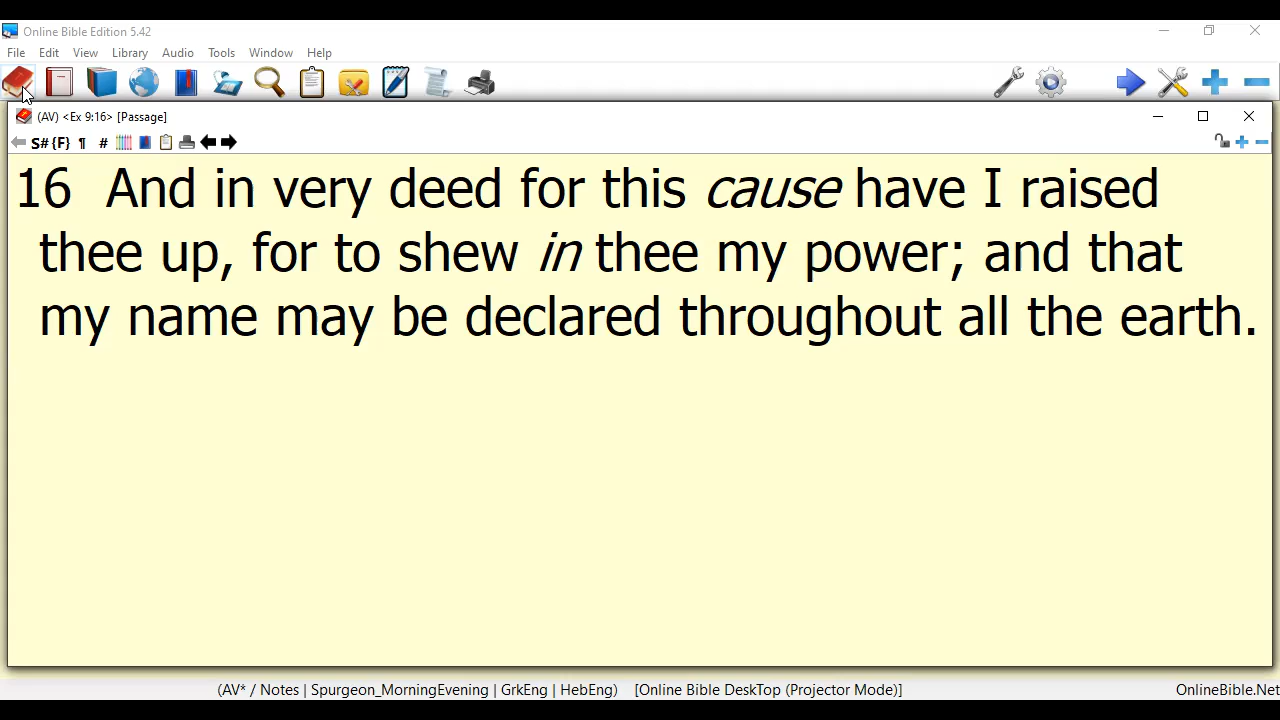 Online Bible Edition 5.42
File Edit View Library Audio Tools Window Help
(AV) <Ex 9:16> [Passage]
S# {F} ¶ #
16 And in very deed for this cause have I raised
thee up, for to shew in thee my power; and that
my name may be declared throughout all the earth.
(AV* / Notes | Spurgeon_MorningEvening | GrkEng | HebEng) [Online Bible DeskTop (Projector Mode)] OnlineBible.Net